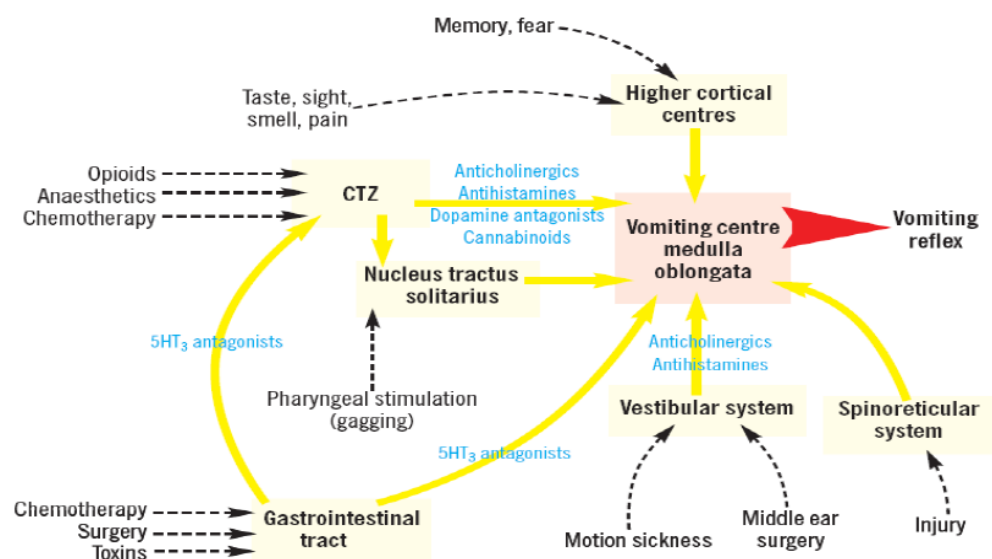 Memory, fear
Higher cortical
centres
Taste, sight,
smell, pain
Opioids
Anaesthetics
Chemotherapy
CTZ
Anticholinergics
Antihistamines
Dopamine antagonists
Cannabinoids
Vomiting centre
medulla
oblongata
Vomiting
reflex
Nucleus tractus
solitarius
5HT₃ antagonists
Anticholinergics
Antihistamines
Pharyngeal stimulation
(gagging)
Vestibular system
Spinoreticular
system
5HT₃ antagonists
Chemotherapy
Surgery
Toxins
Gastrointestinal
tract
Motion sickness
Middle ear
surgery
Injury